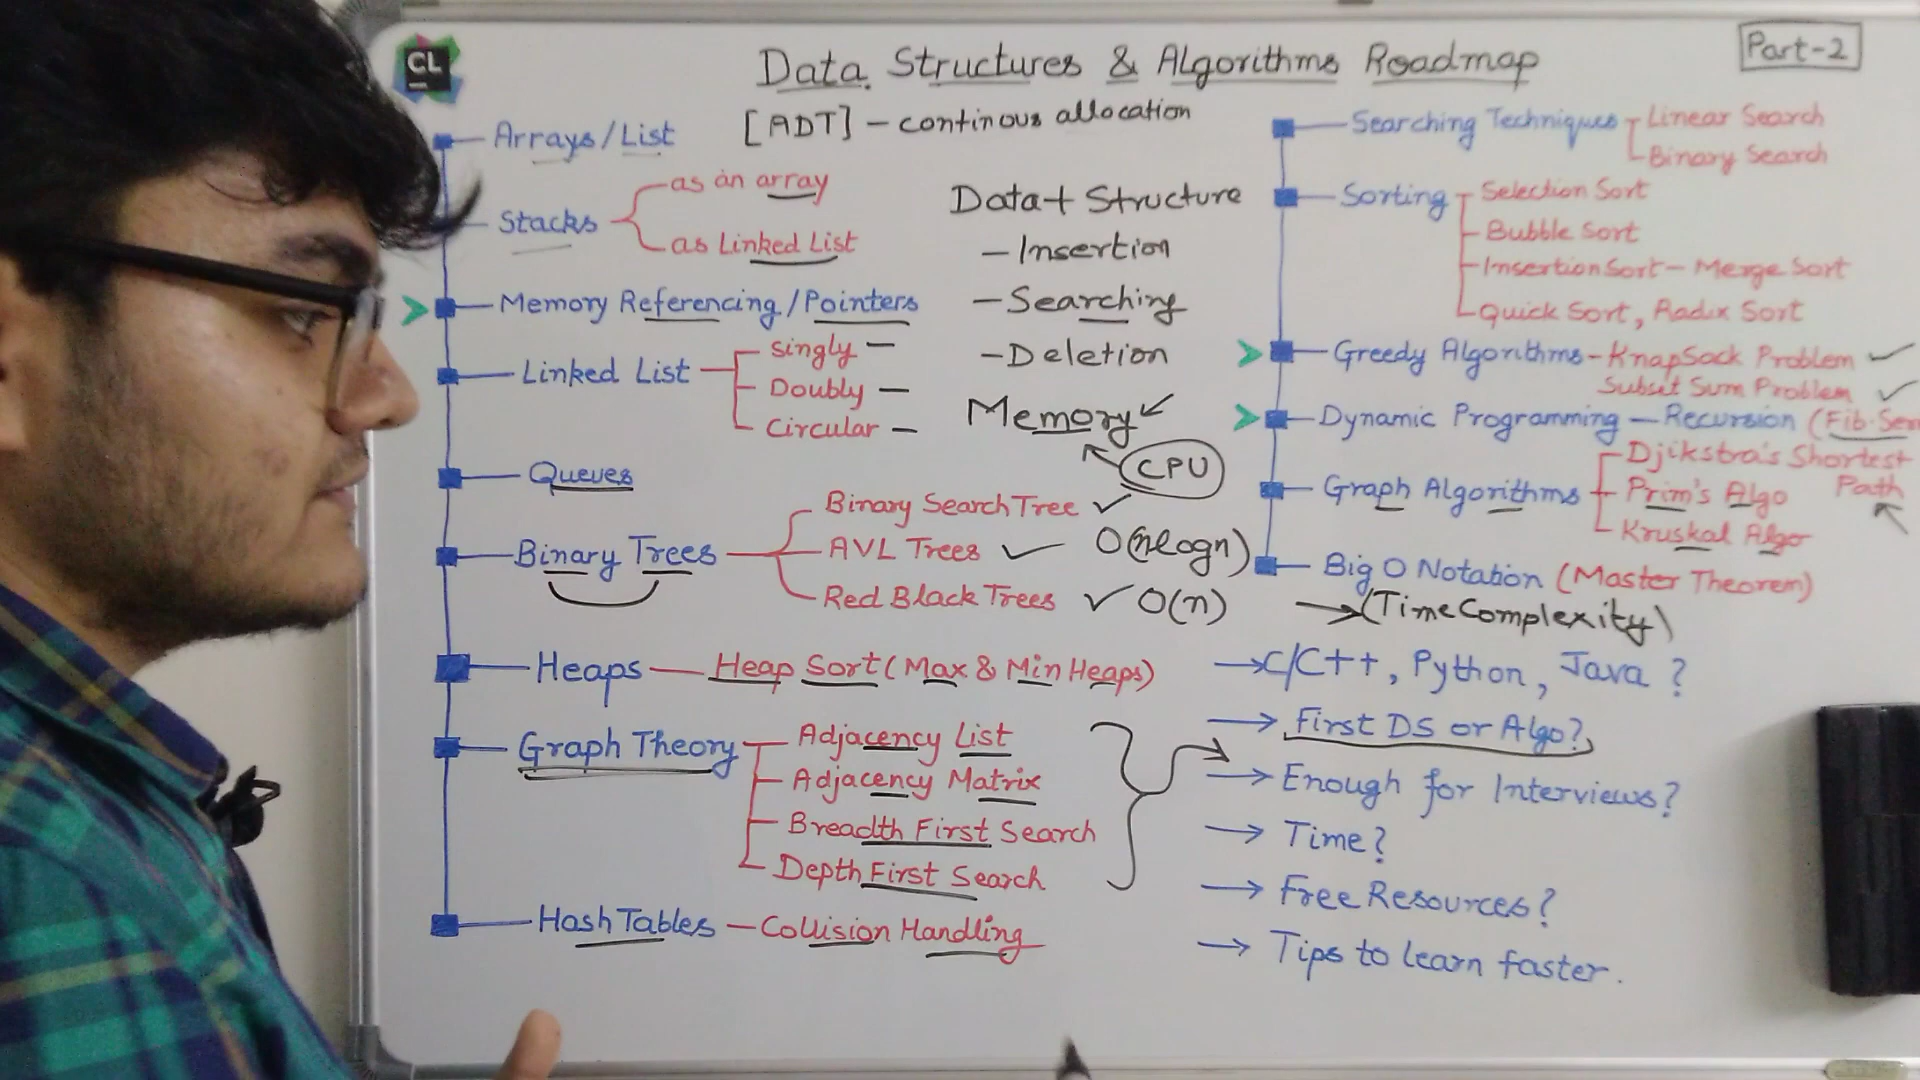 CL
Data Structures & Algorithms Roadmap
Part-2
[ADT] - continous allocation
Arrays/List
Stacks
as an array
as Linked List
Memory Referencing/Pointers
Linked List
Singly
Doubly
Circular
Queues
Binary Trees
Binary Search Tree
AVL Trees
Red Black Trees
O(nlogn)
O(n)
Heaps - Heap Sort (Max & Min Heaps)
Graph Theory
Adjacency List
Adjacency Matrix
Breadth First Search
Depth First Search
Hash Tables - Collision Handling
Data + Structure
- Insertion
- Searching
- Deletion
Memory
CPU
Searching Techniques
Linear Search
Binary Search
Sorting
Selection Sort
Bubble Sort
Insertion Sort - Merge Sort
Quick Sort, Radix Sort
Greedy Algorithms - KnapSack Problem
Subset Sum Problem
Dynamic Programming - Recursion (Fib.
Graph Algorithms
Djikstra's Shortest Path
Prim's Algo
Kruskal Algo
Big O Notation (Master Theorem)
→ (Time Complexity)
→ C/C++, Python, Java?
→ First DS or Algo?
→ Enough for Interviews?
→ Time?
→ Free Resources?
→ Tips to learn faster.